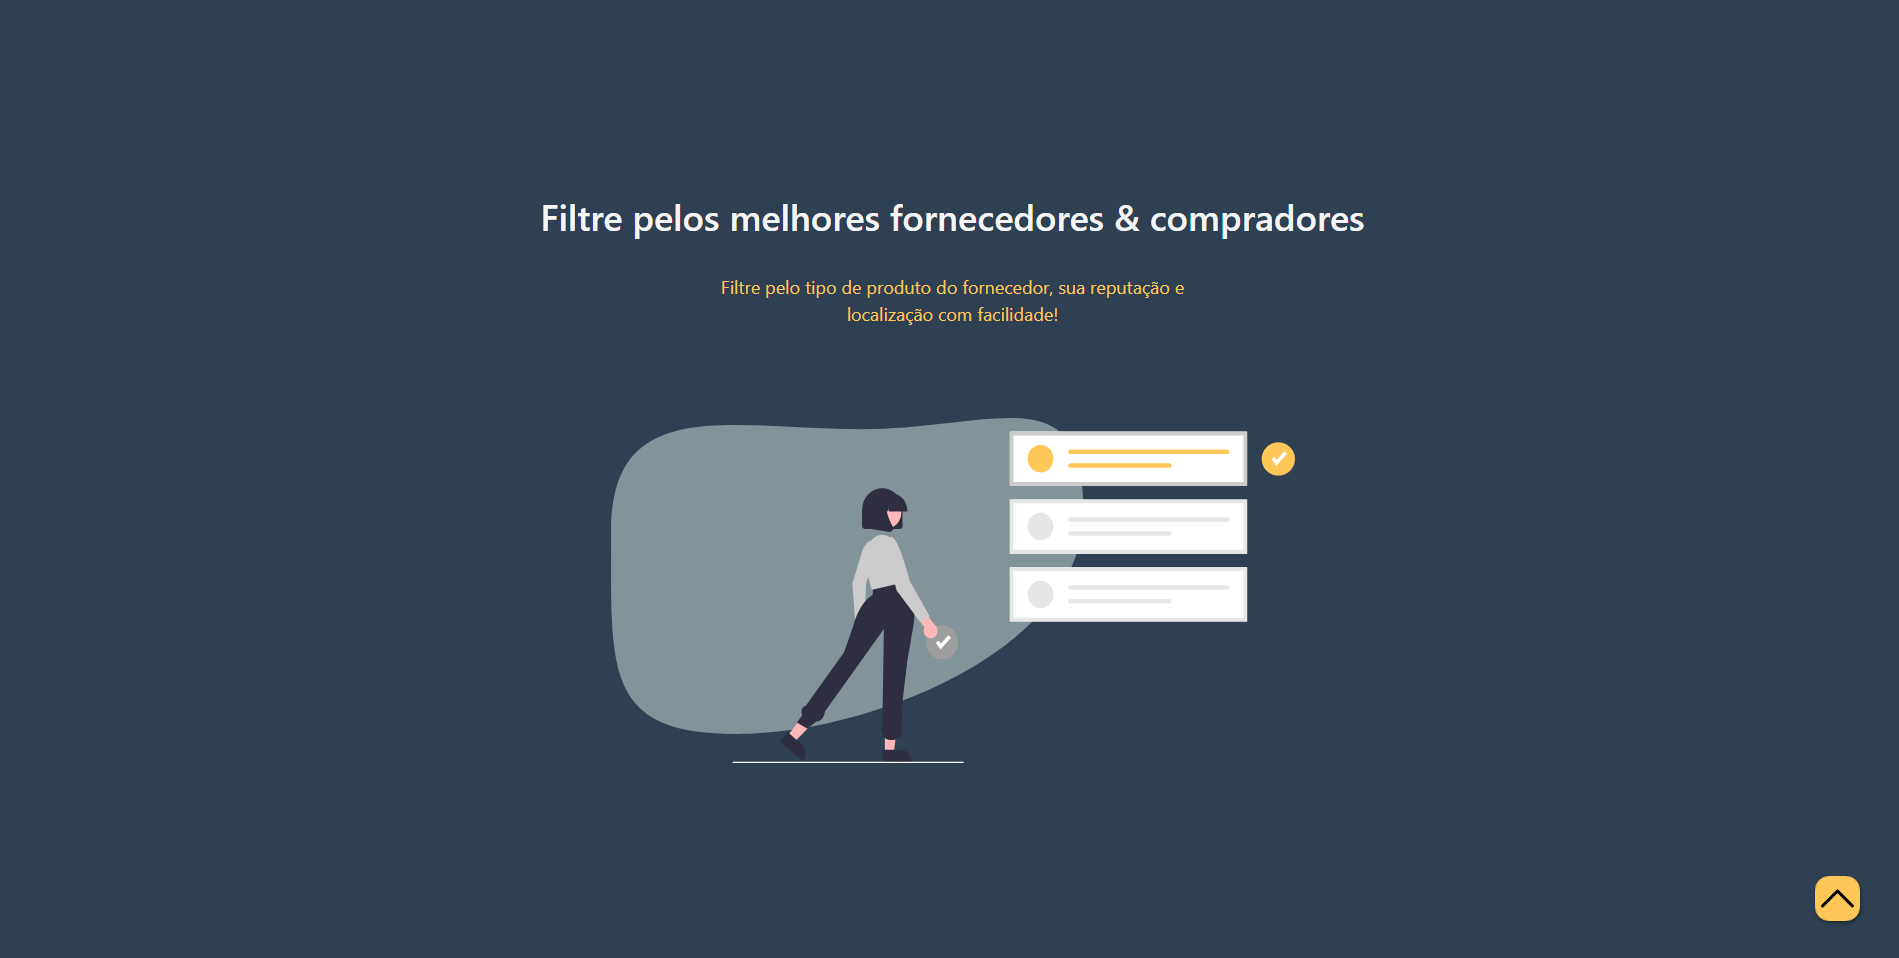 Filtre pelos melhores fornecedores & compradores
Filtre pelo tipo de produto do fornecedor, sua reputação e
localização com facilidade!